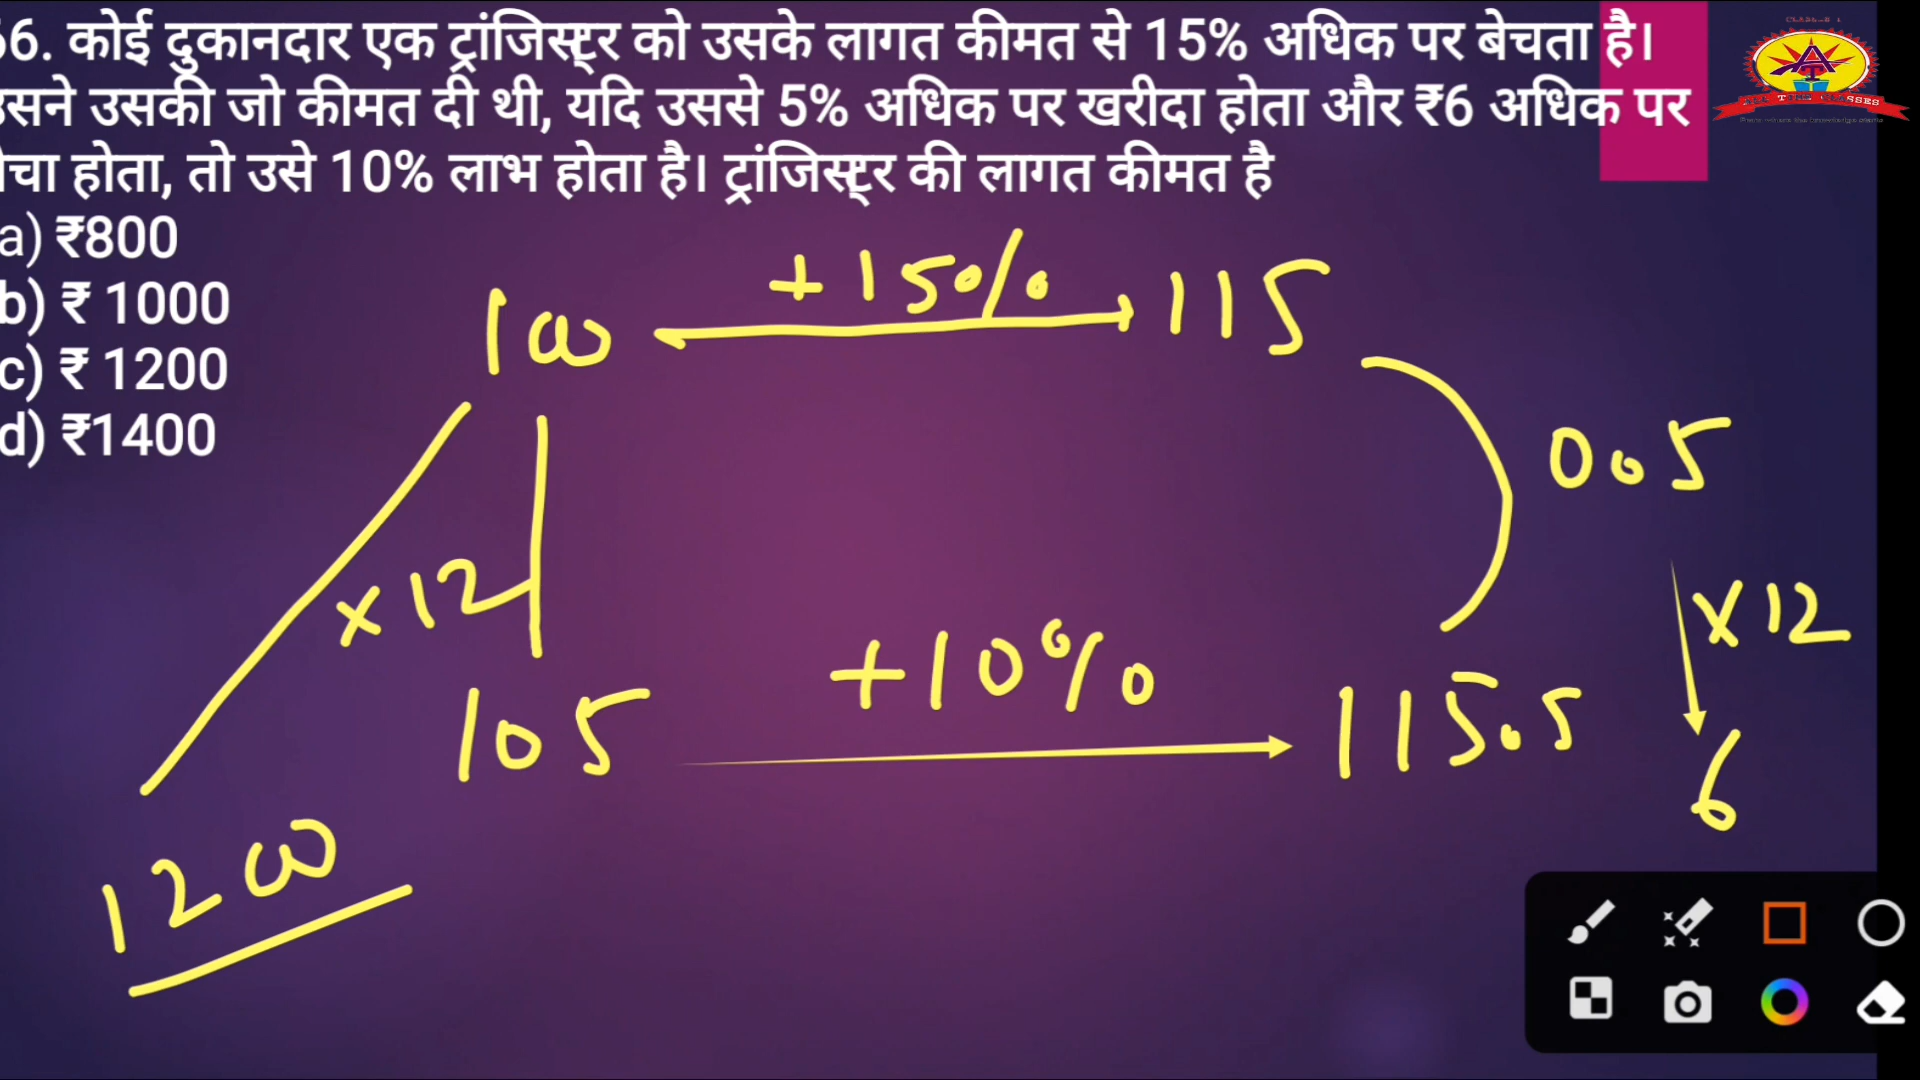 66. कोई दुकानदार एक ट्रांजिस्टर को उसके लागत कीमत से 15% अधिक पर बेचता है।
उसने उसकी जो कीमत दी थी, यदि उससे 5% अधिक पर खरीदा होता और ₹6 अधिक पर
बेचा होता, तो उसे 10% लाभ होता है। ट्रांजिस्टर की लागत कीमत है
a) ₹800
b) ₹ 1000
c) ₹ 1200
d) ₹1400
100 +15% 115
0.5
×12 ×12
105 +10% 115.5
6
1200